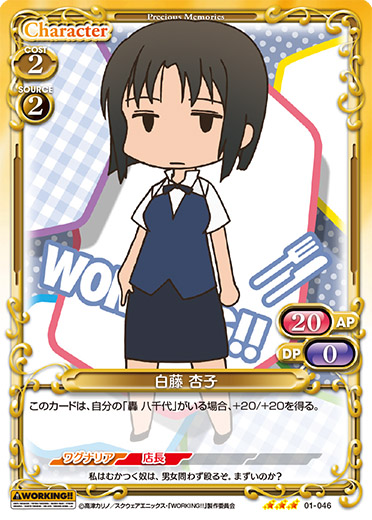 Precious Memories
Character
COST
2
SOURCE
2
WORKING!!
20 AP
DP 0
白藤 杏子
このカードは、自分の「轟 八千代」がいる場合、+20/+20を得る。
ワグナリア 店長
私はむかつく奴は、男女問わず殴るぞ。まずいのか?
WORKING!!
©高津カリノ/スクウェアエニックス・「WORKING!!」製作委員会
01-046